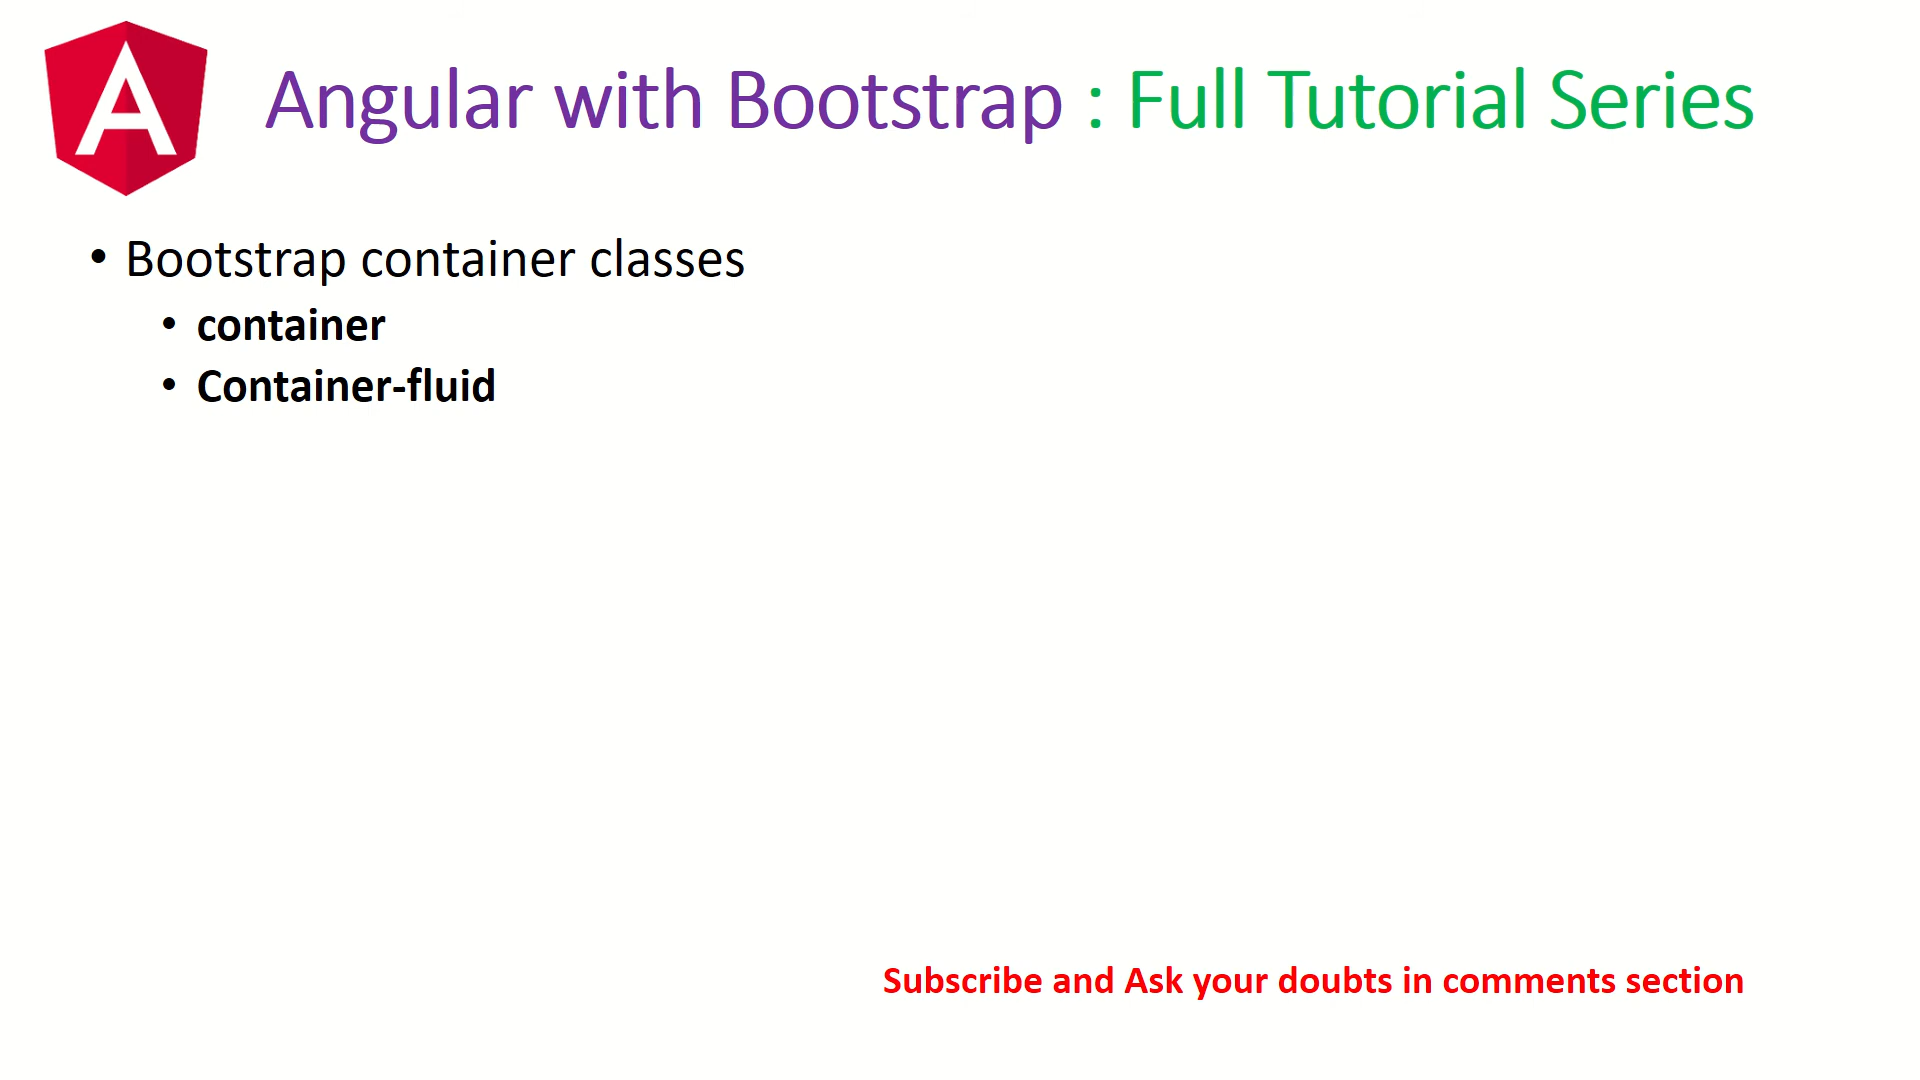 Angular with Bootstrap : Full Tutorial Series
• Bootstrap container classes
• container
• Container-fluid
Subscribe and Ask your doubts in comments section